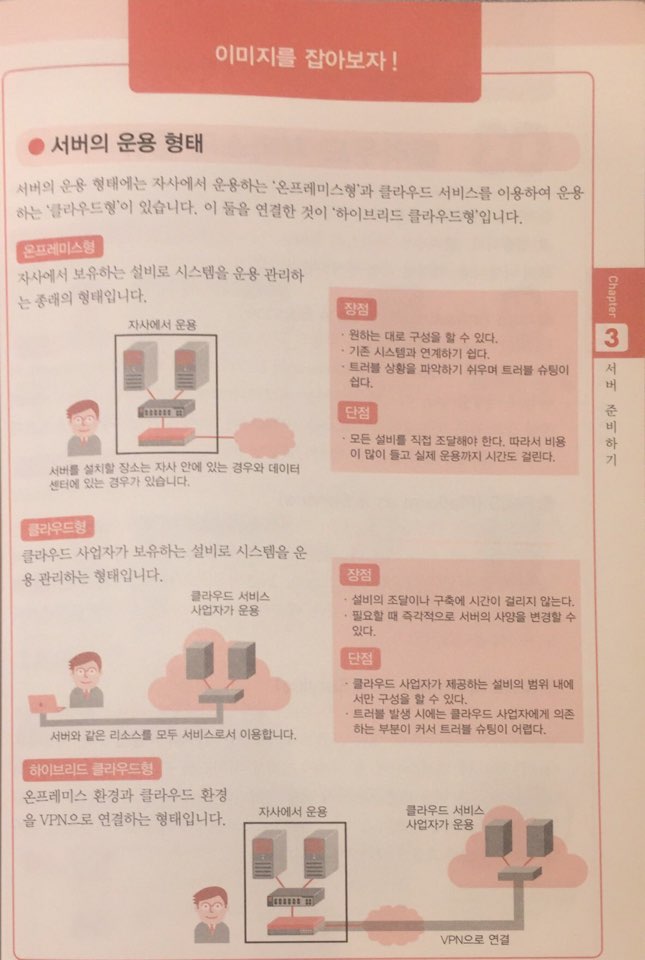 이미지를 잡아보자!
● 서버의 운용 형태
서버의 운용 형태에는 자사에서 운용하는 '온프레미스형'과 클라우드 서비스를 이용하여 운용
하는 '클라우드형'이 있습니다. 이 둘을 연결한 것이 '하이브리드 클라우드형'입니다.
온프레미스형
자사에서 보유하는 설비로 시스템을 운용 관리하
는 종래의 형태입니다.
자사에서 운용
서버를 설치할 장소는 자사 안에 있는 경우와 데이터
센터에 있는 경우가 있습니다.
장점
· 원하는 대로 구성을 할 수 있다.
· 기존 시스템과 연계하기 쉽다.
· 트러블 상황을 파악하기 쉬우며 트러블 슈팅이
쉽다.
단점
· 모든 설비를 직접 조달해야 한다. 따라서 비용
이 많이 들고 실제 운용까지 시간도 걸린다.
Chapter
3
서버 준비하기
클라우드형
클라우드 사업자가 보유하는 설비로 시스템을 운
용 관리하는 형태입니다.
클라우드 서비스
사업자가 운용
서버와 같은 리소스를 모두 서비스로서 이용합니다.
장점
· 설비의 조달이나 구축에 시간이 걸리지 않는다.
· 필요할 때 즉각적으로 서버의 사양을 변경할 수
있다.
단점
· 클라우드 사업자가 제공하는 설비의 범위 내에
서만 구성을 할 수 있다.
· 트러블 발생 시에는 클라우드 사업자에게 의존
하는 부분이 커서 트러블 슈팅이 어렵다.
하이브리드 클라우드형
온프레미스 환경과 클라우드 환경
을 VPN으로 연결하는 형태입니다.
자사에서 운용
클라우드 서비스
사업자가 운용
VPN으로 연결